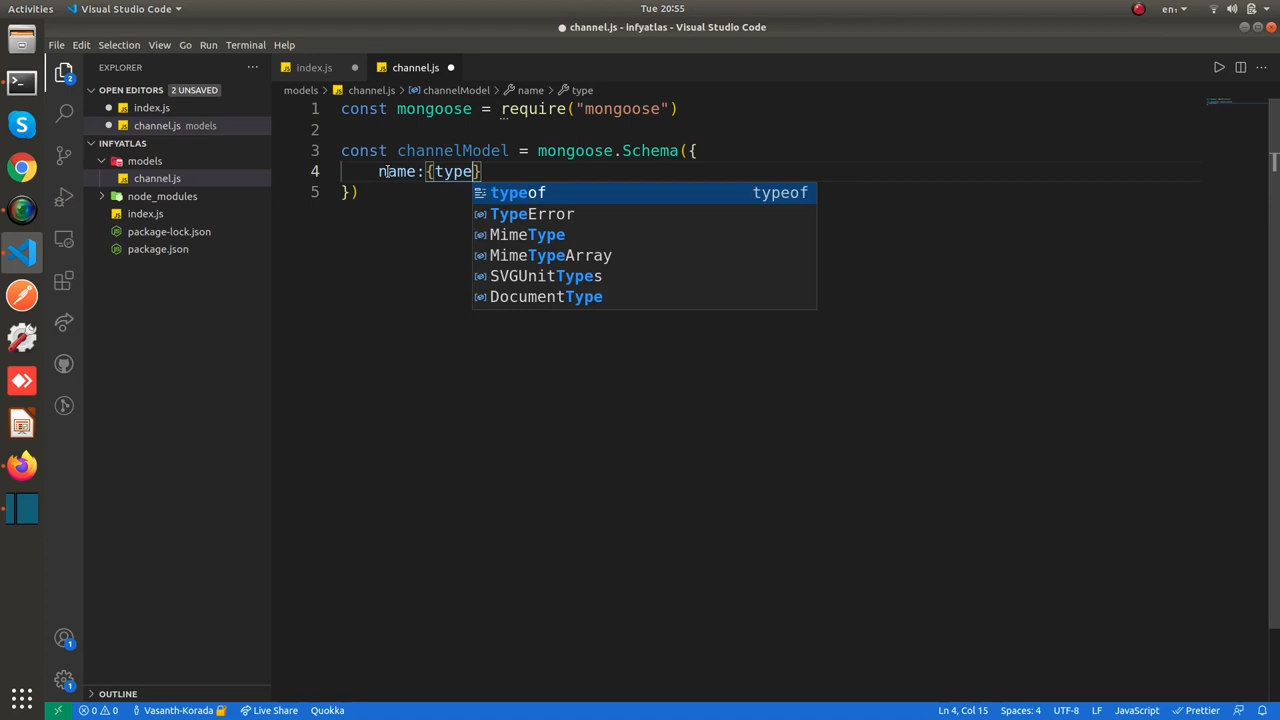 Activities
Visual Studio Code
Tue 20:55
en₁
channel.js - infyatlas - Visual Studio Code
File Edit Selection View Go Run Terminal Help
EXPLORER ...
index.js
channel.js
OPEN EDITORS 2 UNSAVED
index.js
channel.js models
INFYATLAS
models
channel.js
node_modules
index.js
package-lock.json
package.json
OUTLINE
models > channel.js > channelModel > name > type
1 const mongoose = require("mongoose")
2
3 const channelModel = mongoose.Schema({
4 name:{type}
5 })
typeof typeof
TypeError
MimeType
MimeTypeArray
SVGUnitTypes
DocumentType
2
1
1
0 0 Vasanth-Korada Live Share Quokka Ln 4, Col 15 Spaces: 4 UTF-8 LF JavaScript Prettier